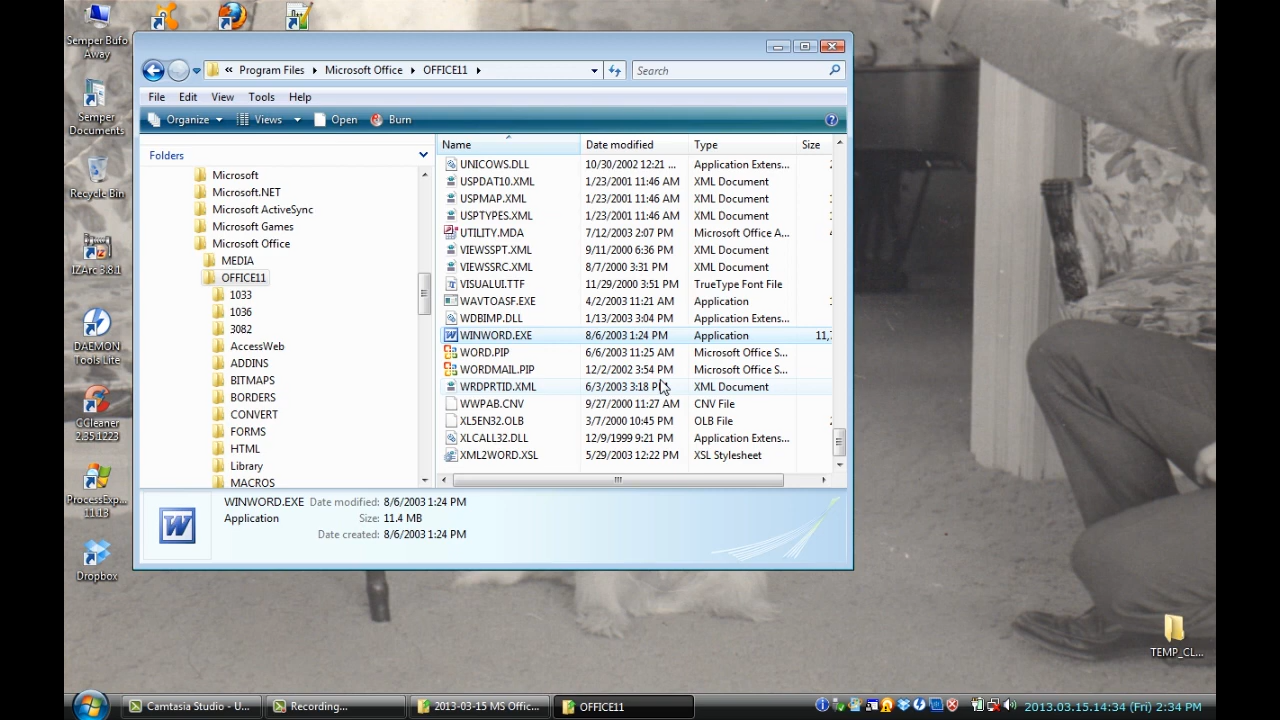 Semper Bufo
Away
Semper
Documents
Recycle Bin
IZArc 3.8.1
DAEMON
Tools Lite
CCleaner
2.35.1223
ProcessExp...
11.13
Dropbox
« Program Files Microsoft Office OFFICE11
Search
File Edit View Tools Help
Organize Views Open Burn
Folders
Microsoft
Microsoft.NET
Microsoft ActiveSync
Microsoft Games
Microsoft Office
MEDIA
OFFICE11
1033
1036
3082
AccessWeb
ADDINS
BITMAPS
BORDERS
CONVERT
FORMS
HTML
Library
MACROS
Name Date modified Type Size
UNICOWS.DLL 10/30/2002 12:21 ... Application Extens...
USPDAT10.XML 1/23/2001 11:46 AM XML Document
USPMAP.XML 1/23/2001 11:46 AM XML Document
USPTYPES.XML 1/23/2001 11:46 AM XML Document
UTILITY.MDA 7/12/2003 2:07 PM Microsoft Office A...
VIEWSSPT.XML 9/11/2000 6:36 PM XML Document
VIEWSSRC.XML 8/7/2000 3:31 PM XML Document
VISUALUI.TTF 11/29/2000 3:51 PM TrueType Font File
WAVTOASF.EXE 4/2/2003 11:21 AM Application
WDBIMP.DLL 1/13/2003 3:04 PM Application Extens...
WINWORD.EXE 8/6/2003 1:24 PM Application 11,
WORD.PIP 6/6/2003 11:25 AM Microsoft Office S...
WORDMAIL.PIP 12/2/2002 3:54 PM Microsoft Office S...
WRDPRTID.XML 6/3/2003 3:18 XML Document
WWPAB.CNV 9/27/2000 11:27 AM CNV File
XL5EN32.OLB 3/7/2000 10:45 PM OLB File
XLCALL32.DLL 12/9/1999 9:21 PM Application Extens...
XML2WORD.XSL 5/29/2003 12:22 PM XSL Stylesheet
WINWORD.EXE Date modified: 8/6/2003 1:24 PM
Application Size: 11.4 MB
Date created: 8/6/2003 1:24 PM
TEMP_CL...
Camtasia Studio - U... Recording... 2013-03-15 MS Offic... OFFICE11 2013.03.15.14:34 (Fri) 2:34 PM